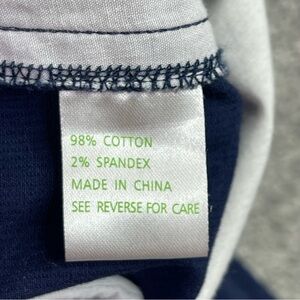 98% COTTON
2% SPANDEX
MADE IN CHINA
SEE REVERSE FOR CARE